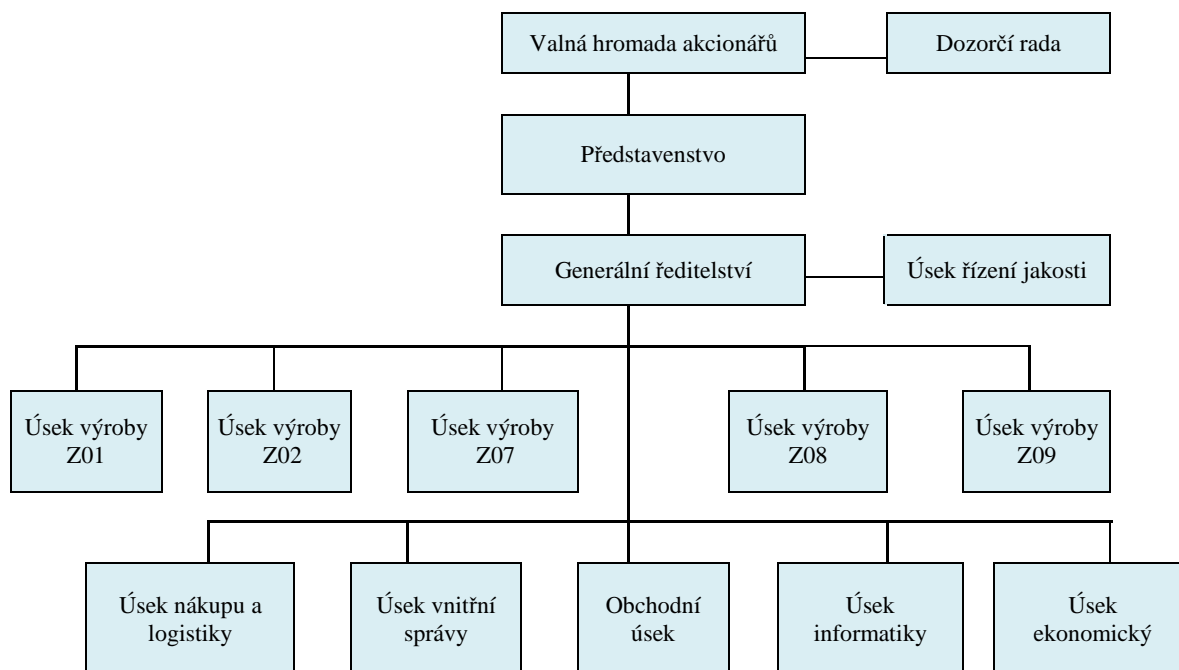 Valná hromada akcionářů
Dozorčí rada
Představenstvo
Generální ředitelství
Úsek řízení jakosti
Úsek výroby
Z01
Úsek výroby
Z02
Úsek výroby
Z07
Úsek výroby
Z08
Úsek výroby
Z09
Úsek nákupu a
logistiky
Úsek vnitřní
správy
Obchodní
úsek
Úsek
informatiky
Úsek
ekonomický